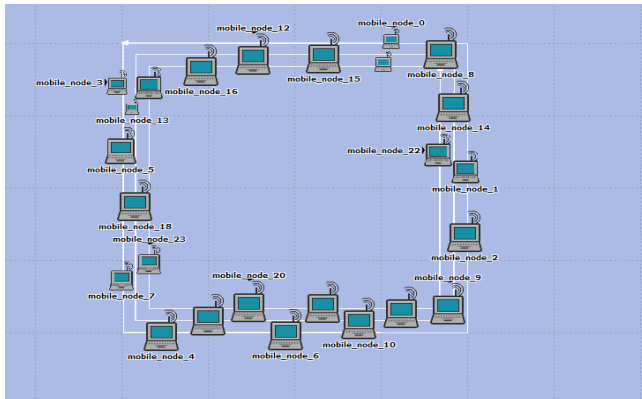 mobile_node_0
mobile_node_12
mobile_node_8
mobile_node_15
mobile_node_3
mobile_node_16
mobile_node_13
mobile_node_14
mobile_node_22
mobile_node_5
mobile_node_1
mobile_node_18
mobile_node_23
mobile_node_2
mobile_node_20
mobile_node_9
mobile_node_7
mobile_node_10
mobile_node_4
mobile_node_6